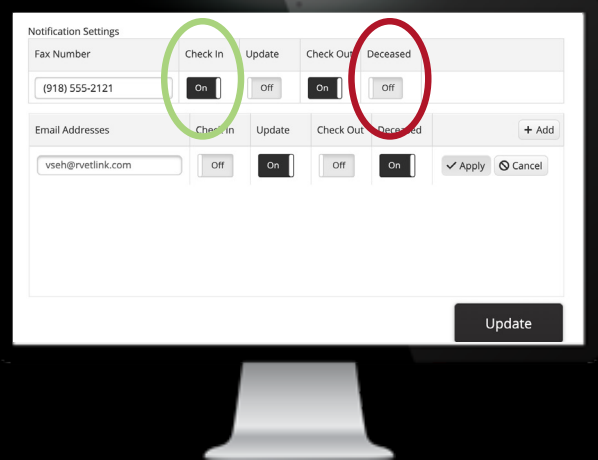 Notification Settings
Fax Number Check In Update Check Out Deceased
(918) 555-2121 On Off On Off
Email Addresses Check In Update Check Out Deceased + Add
vseh@rvetlink.com Off On Off On Apply Cancel
Update